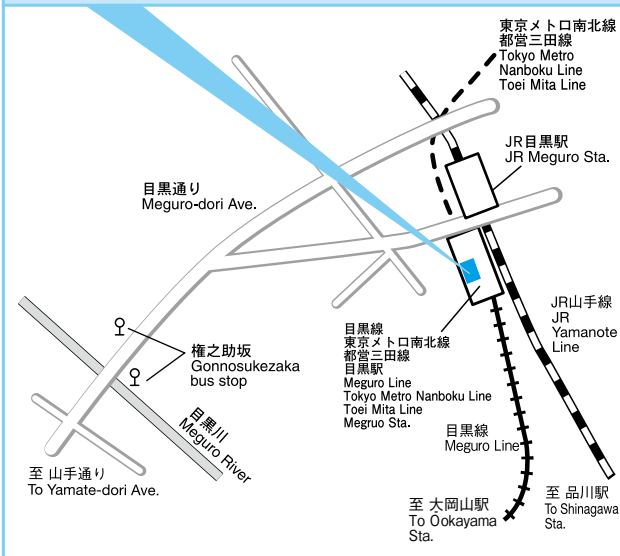 東京メトロ南北線
都営三田線
Tokyo Metro
Nanboku Line
Toei Mita Line
JR目黒駅
JR Meguro Sta.
目黒通り
Meguro-dori Ave.
JR山手線
JR
Yamanote
Line
目黒線
東京メトロ南北線
都営三田線
目黒駅
Meguro Line
Tokyo Metro Nanboku Line
Toei Mita Line
Megruo Sta.
権之助坂
Gonnosukezaka
bus stop
目黒川
Meguro River
目黒線
Meguro Line
至 山手通り
To Yamate-dori Ave.
至 大岡山駅
To Ōokayama
Sta.
至 品川駅
To Shinagawa
Sta.